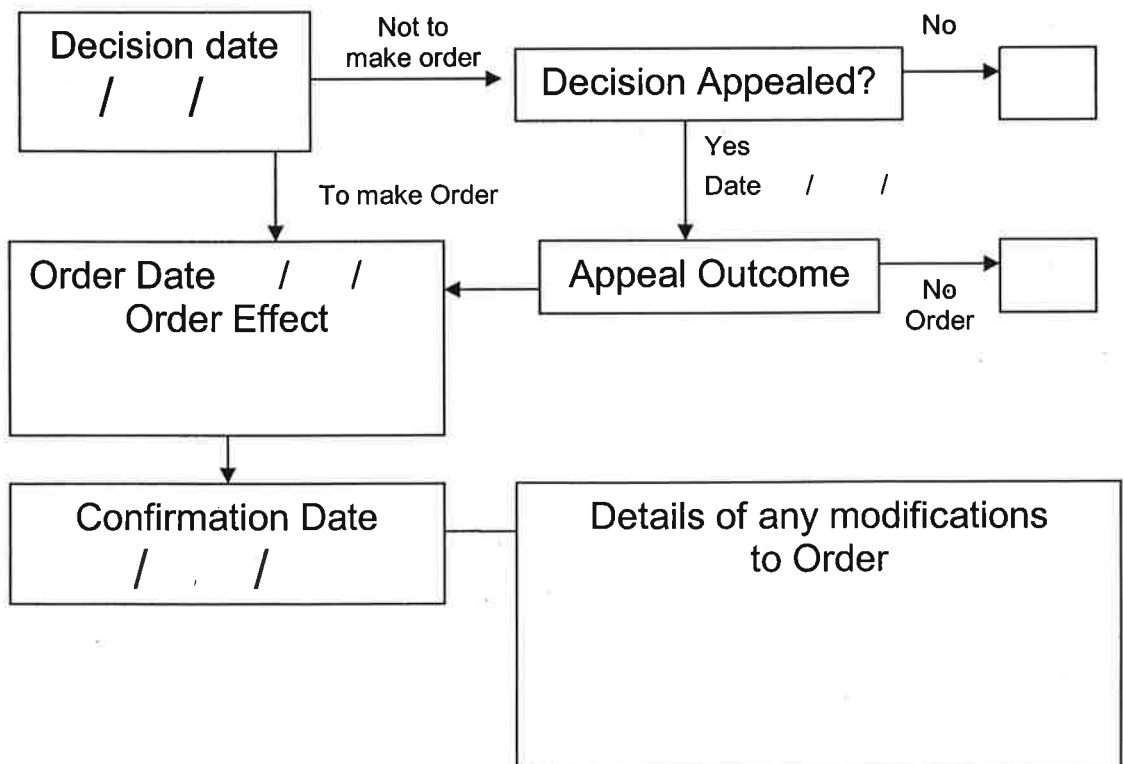 Decision date
/ /
Not to
make order
Decision Appealed?
No
Yes
Date / /
To make Order
Order Date / /
Order Effect
Appeal Outcome
No
Order
Confirmation Date
/ /
Details of any modifications
to Order